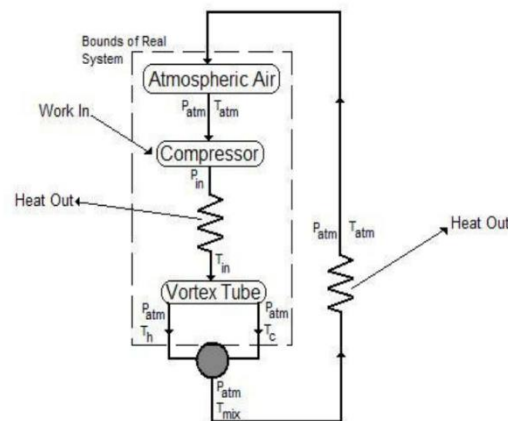 Bounds of Real
System
Atmospheric Air
Patm Tatm
Work In
Compressor
Pin
Heat Out
Tin
Vortex Tube
Patm Patm
Th Tc
Patm
Tmix
Patm Tatm
Heat Out